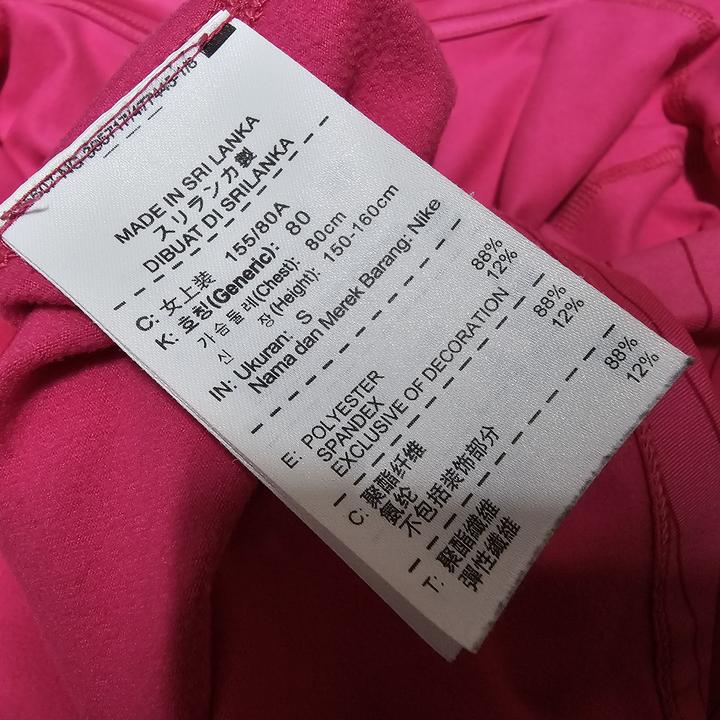 MADE IN SRI LANKA
スリランカ製
DIBUAT DI SRILANKA
C: 女上装 155/80A
K: 호칭(Generic): 80
가슴둘레(Chest): 80cm
신 장(Height): 150-160cm
IN: Ukuran: S
Nama dan Merek Barang: Nike
E: POLYESTER 88%
SPANDEX 12%
EXCLUSIVE OF DECORATION
C: 聚酯纤维 88%
氨纶 12%
不包括装饰部分
T: 聚酯纖維 88%
彈性纖維 12%